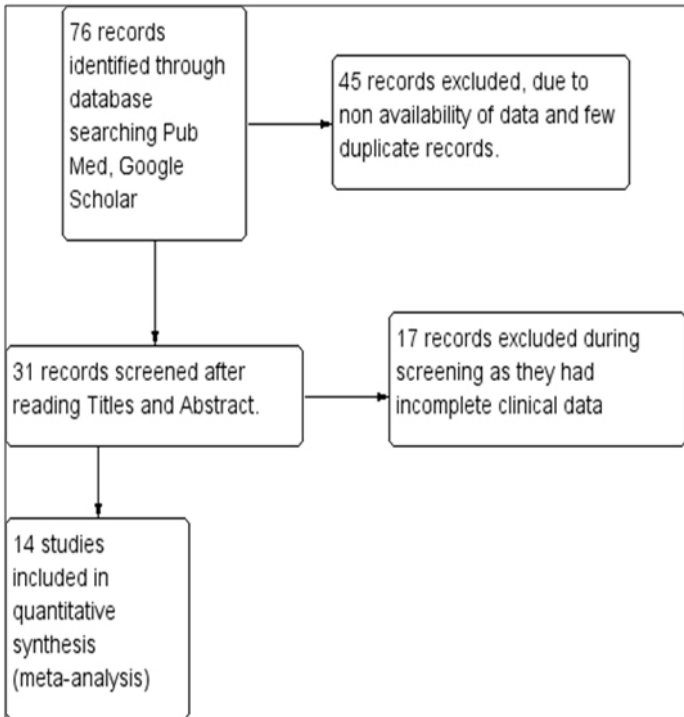 76 records
identified through
database
searching Pub
Med, Google
Scholar
45 records excluded, due to
non availability of data and few
duplicate records.
31 records screened after
reading Titles and Abstract.
17 records excluded during
screening as they had
incomplete clinical data
14 studies
included in
quantitative
synthesis
(meta-analysis)